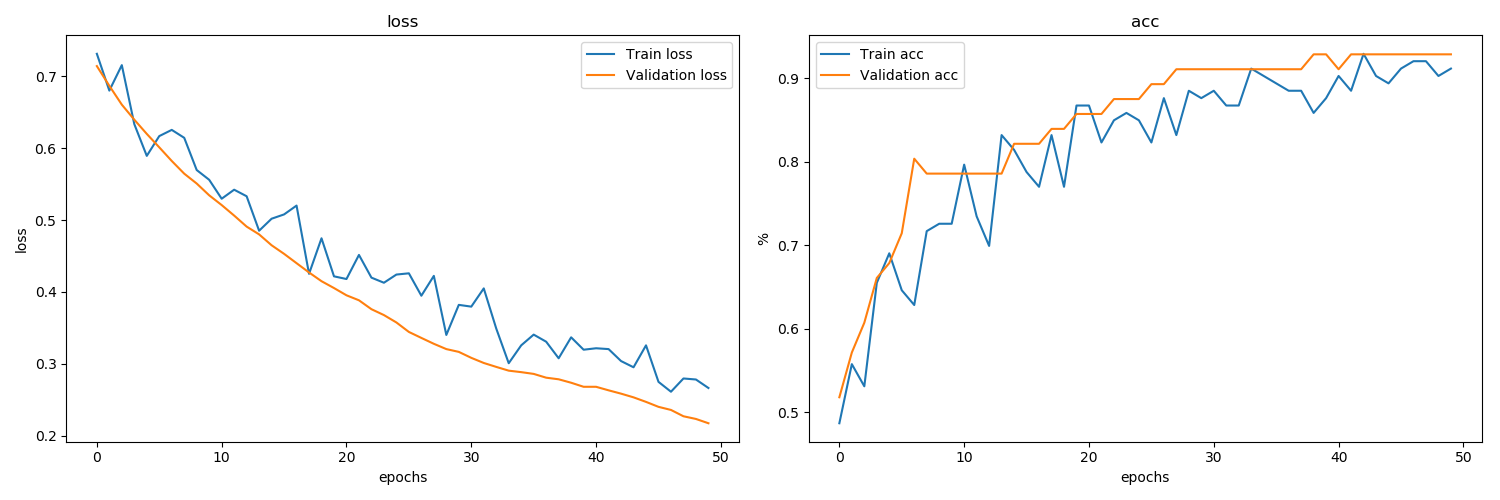 loss
Train loss
Validation loss
loss
0.7
0.6
0.5
0.4
0.3
0.2
0 10 20 30 40 50
epochs
acc
Train acc
Validation acc
%
0.9
0.8
0.7
0.6
0.5
0 10 20 30 40 50
epochs